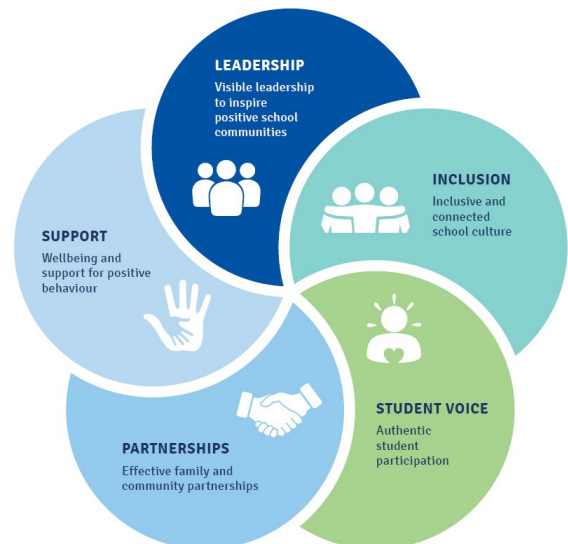 LEADERSHIP
Visible leadership
to inspire
positive school
communities
INCLUSION
Inclusive and
connected
school culture
SUPPORT
Wellbeing and
support for positive
behaviour
STUDENT VOICE
Authentic
student
participation
PARTNERSHIPS
Effective family and
community partnerships